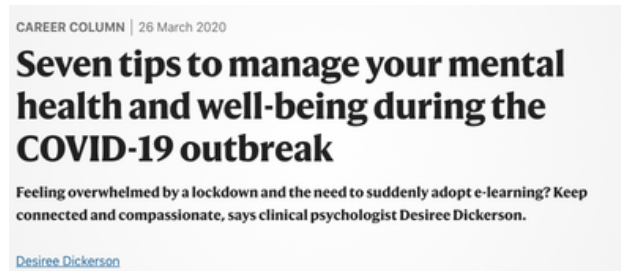 CAREER COLUMN | 26 March 2020
Seven tips to manage your mental
health and well-being during the
COVID-19 outbreak
Feeling overwhelmed by a lockdown and the need to suddenly adopt e-learning? Keep
connected and compassionate, says clinical psychologist Desiree Dickerson.
Desiree Dickerson